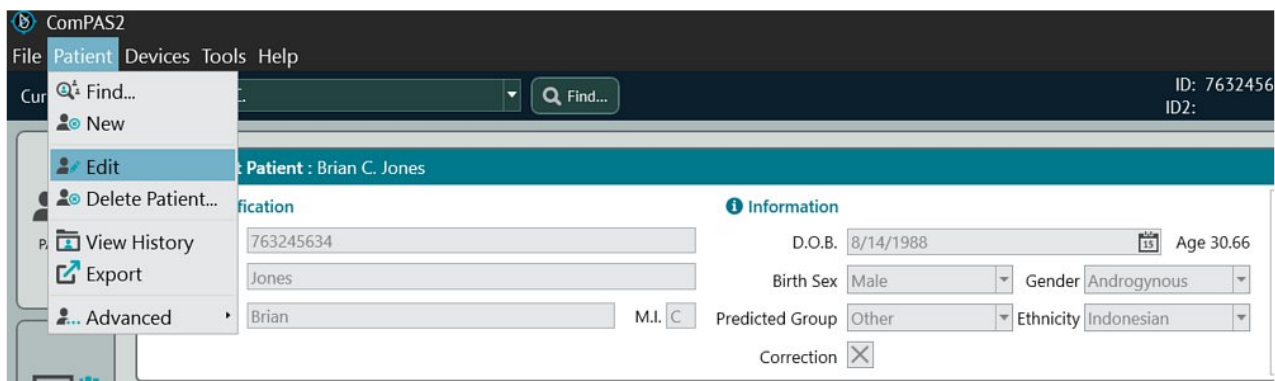 ComPAS2
File Patient Devices Tools Help
Find...
ID: 7632456
ID2:
Find...
New
Edit
Patient : Brian C. Jones
Delete Patient...
Information
763245634
D.O.B. 8/14/1988 15 Age 30.66
View History
Export
Jones
Birth Sex Male Gender Androgynous
Advanced
Brian M.I. C Predicted Group Other Ethnicity Indonesian
Correction